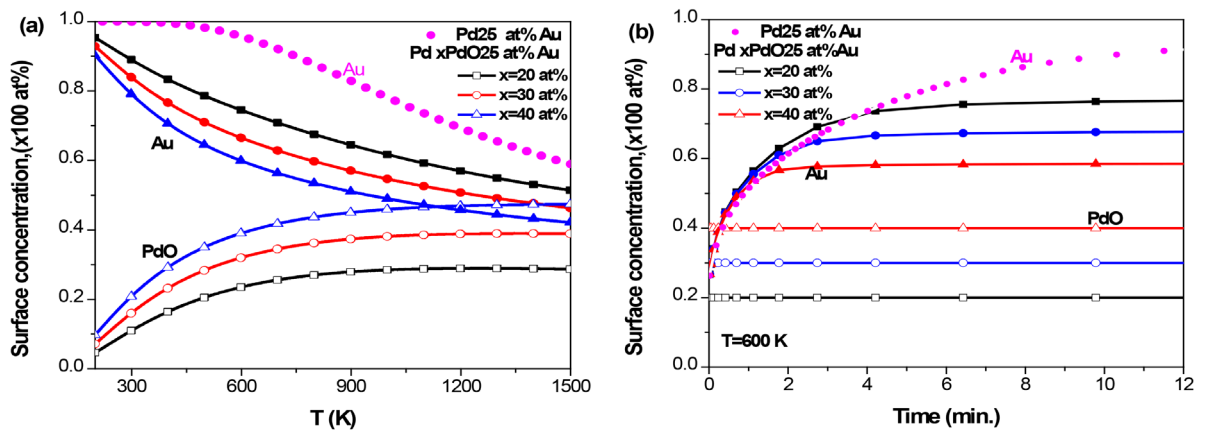 (a)
Pd25 at% Au
Pd xPdO25 at% Au
x=20 at%
x=30 at%
x=40 at%
Au
Au
PdO
1.0
0.8
0.6
0.4
0.2
0.0
300 600 900 1200 1500
T (K)
Surface concentration,(x100 at%)
(b)
Pd25 at% Au
Pd xPdO25 at%Au
x=20 at%
x=30 at%
x=40 at%
Au
Au
PdO
T=600 K
1.0
0.8
0.6
0.4
0.2
0.0
0 2 4 6 8 10 12
Time (min.)
Surface concentration,(x100 at%)